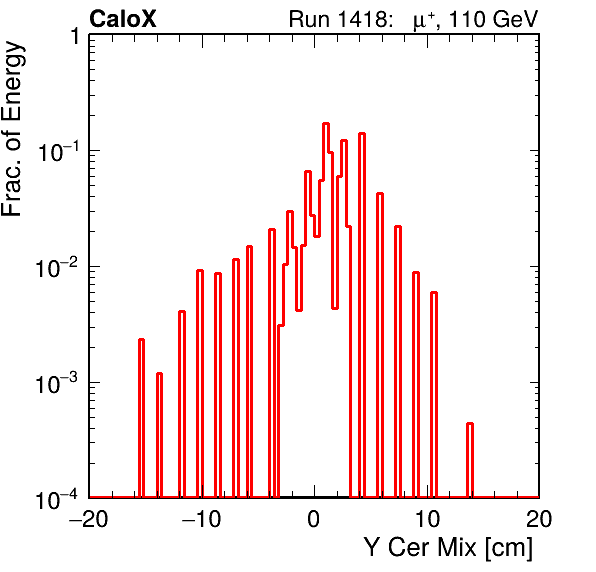 CaloX Run 1418: μ⁺, 110 GeV
Frac. of Energy
1
10⁻¹
10⁻²
10⁻³
10⁻⁴
−20 −10 0 10 20
Y Cer Mix [cm]